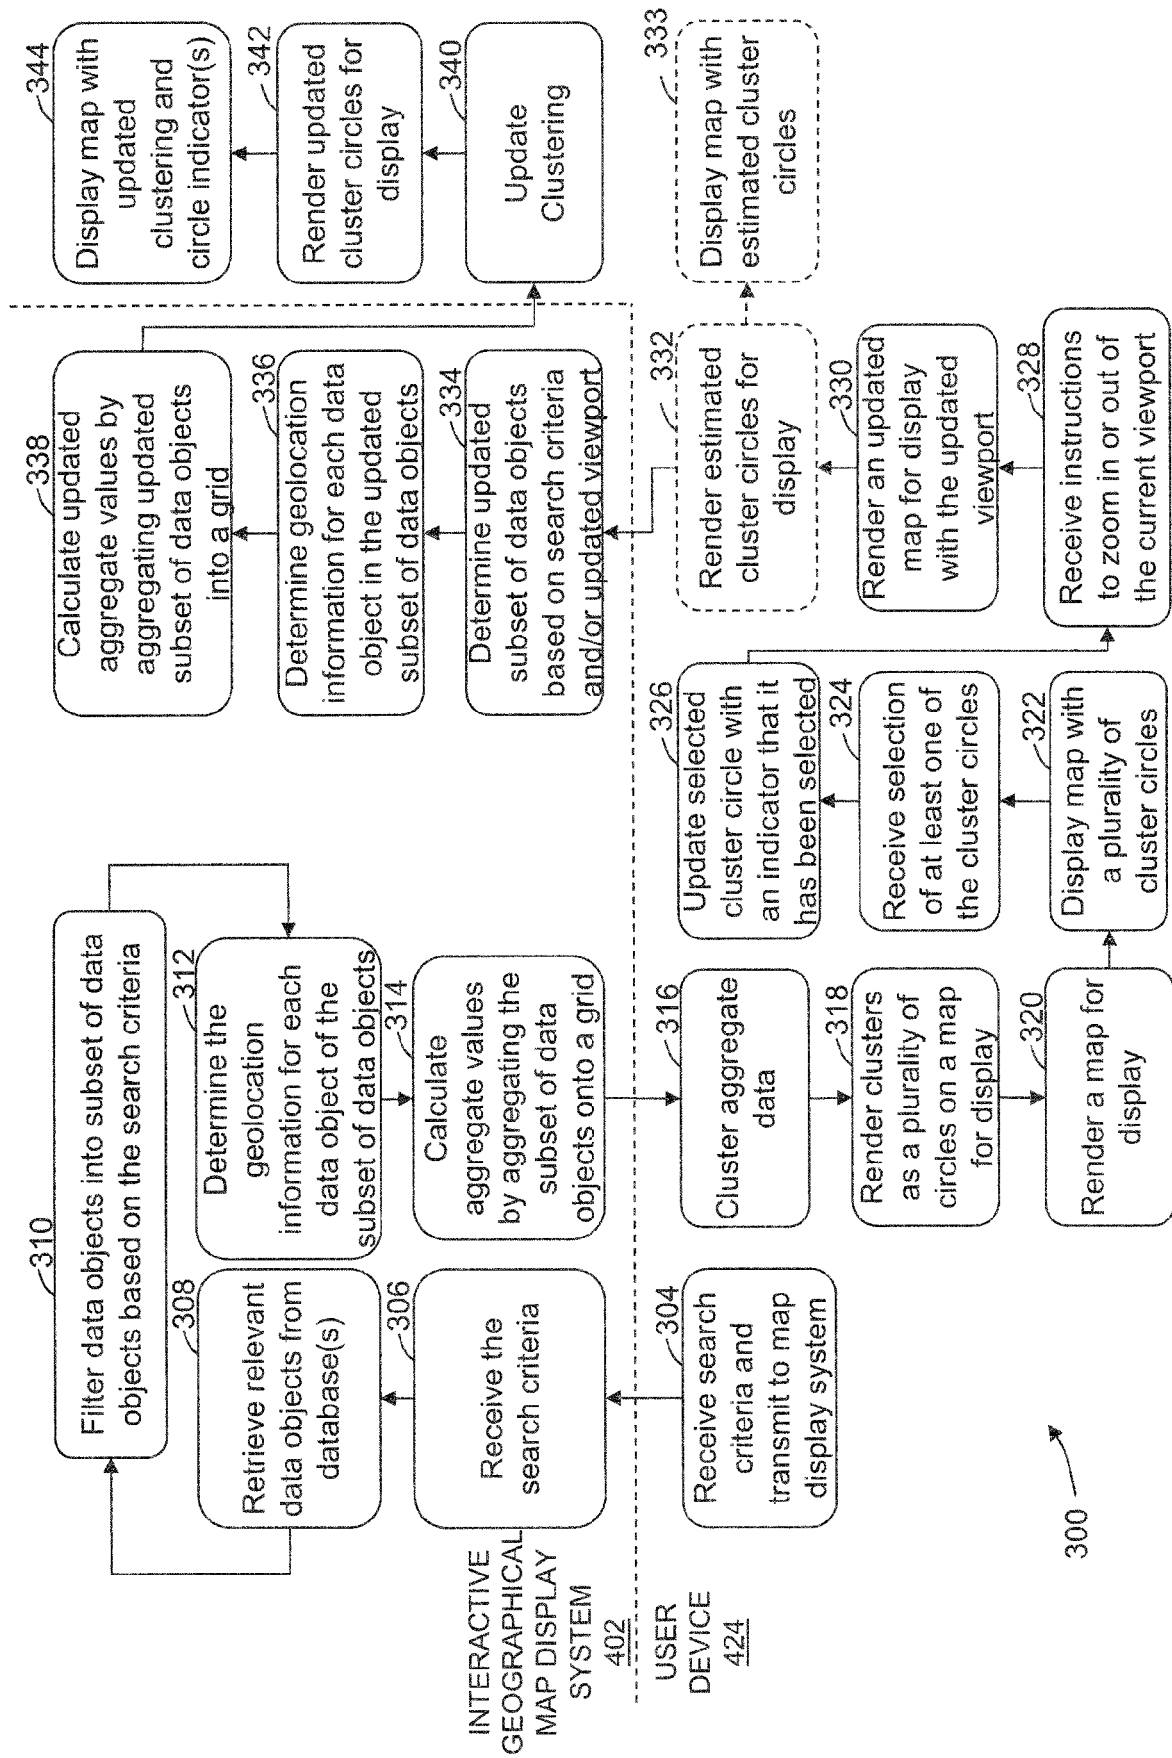 310
Filter data objects into subset of data
objects based on the search criteria
308
Retrieve relevant
data objects from
database(s)
312
Determine the
geolocation
information for each
data object of the
subset of data objects
306
Receive the
search criteria
314
Calculate
aggregate values
by aggregating the
subset of data
objects onto a grid
338
Calculate updated
aggregate values by
aggregating updated
subset of data objects
into a grid
336
Determine geolocation
information for each data
object in the updated
subset of data objects
334
Determine updated
subset of data objects
based on search criteria
and/or updated viewport
344
Display map with
updated
clustering and
circle indicator(s)
342
Render updated
cluster circles for
display
340
Update
Clustering
INTERACTIVE
GEOGRAPHICAL
MAP DISPLAY
SYSTEM
402
USER
DEVICE
424
304
Receive search
criteria and
transmit to map
display system
316
Cluster aggregate
data
318
Render clusters
as a plurality of
circles on a map
for display
320
Render a map for
display
326
Update selected
cluster circle with
an indicator that it
has been selected
324
Receive selection
of at least one of
the cluster circles
322
Display map with
a plurality of
cluster circles
332
Render estimated
cluster circles for
display
330
Render an updated
map for display
with the updated
viewport
328
Receive instructions
to zoom in or out of
the current viewport
333
Display map with
estimated cluster
circles
300